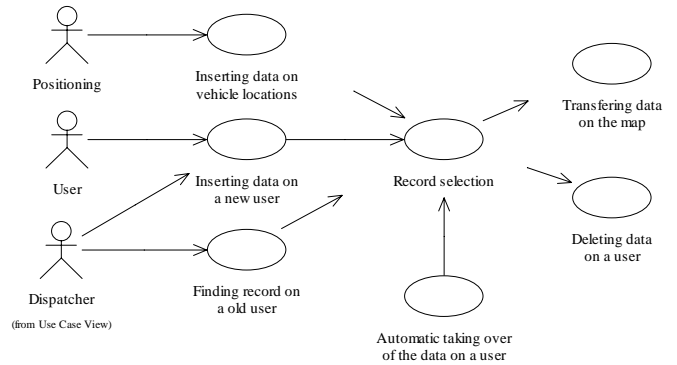 Positioning
Inserting data on
vehicle locations
Transfering data
on the map
User
Inserting data on
a new user
Record selection
Deleting data
on a user
Dispatcher
(from Use Case View)
Finding record on
a old user
Automatic taking over
of the data on a user